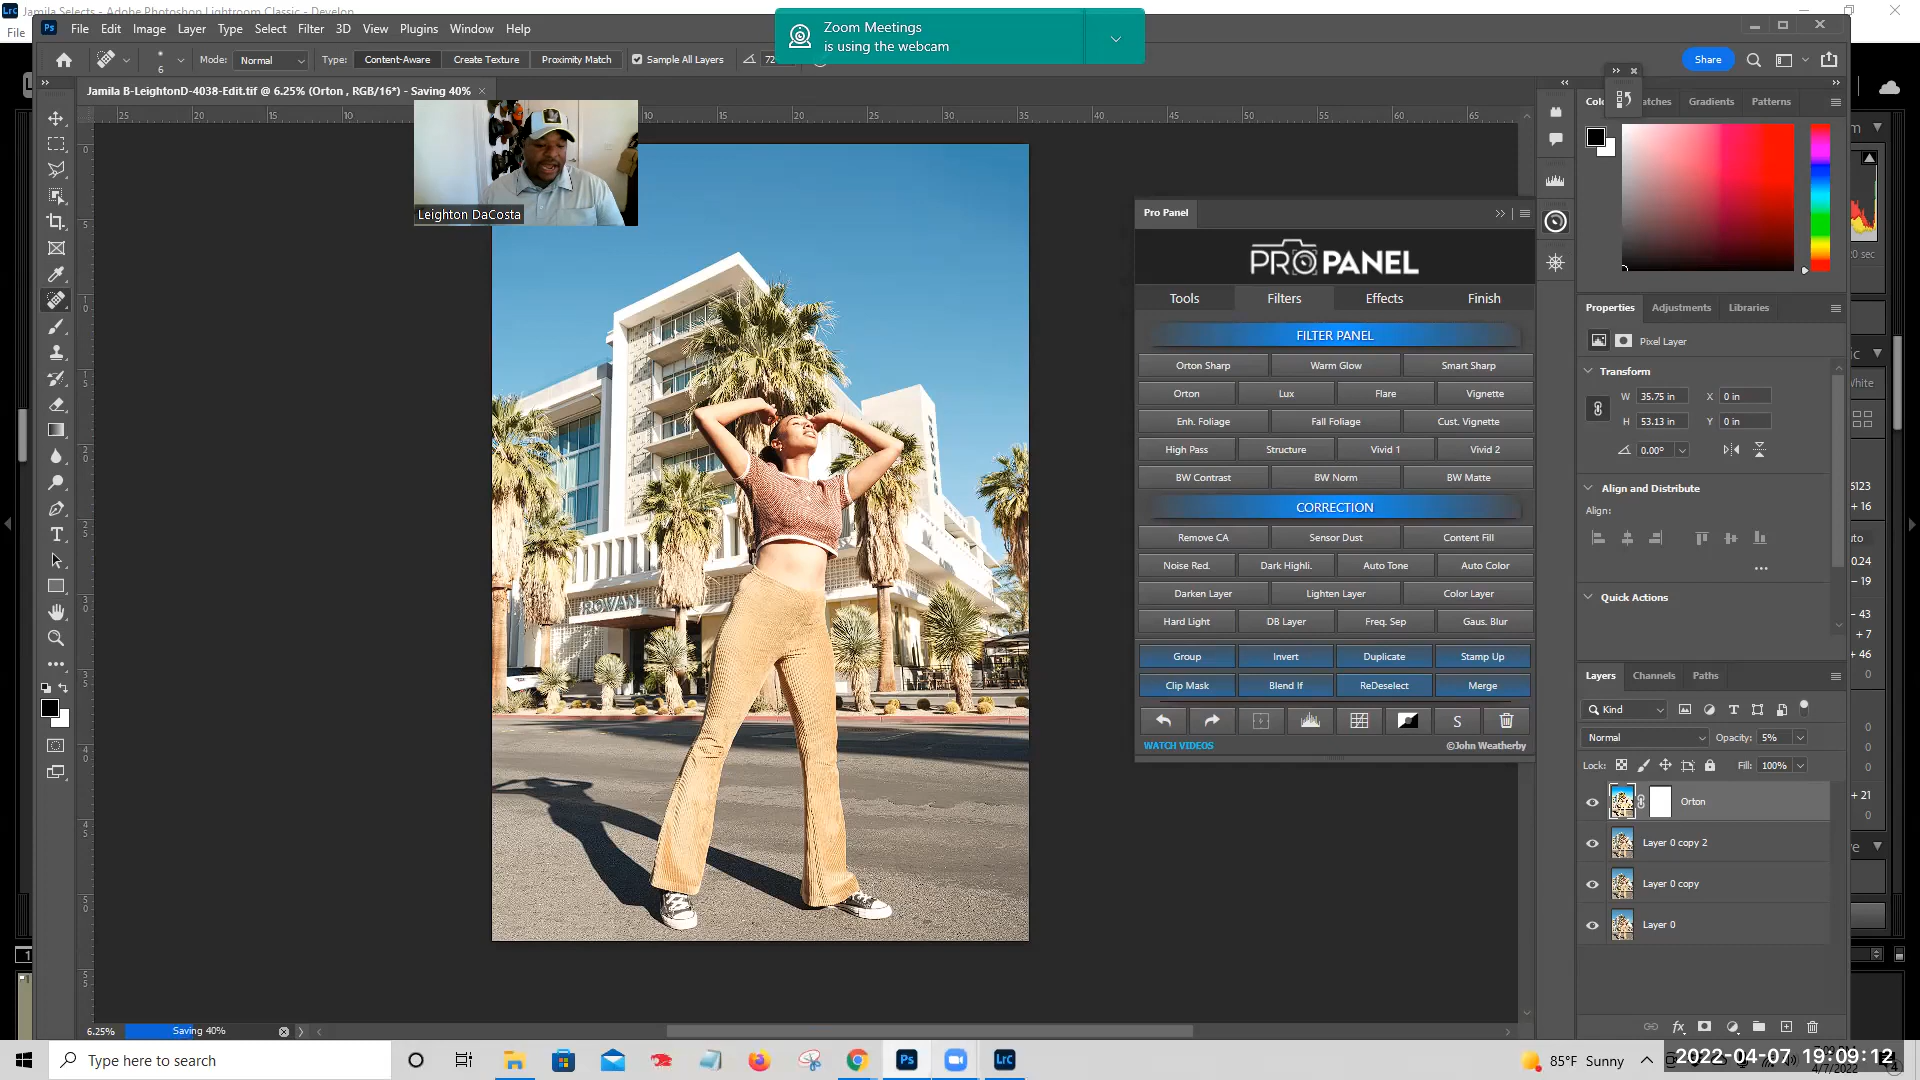 Jamila Selects - Adobe Photoshop Lightroom Classic - Develop
File
File Edit Image Layer Type Select Filter 3D View Plugins Window Help
Zoom Meetings
is using the webcam
6 Mode: Normal Type: Content-Aware Create Texture Proximity Match Sample All Layers 72
Share
Jamila B-LeightonD-4038-Edit.tif @ 6.25% (Orton , RGB/16*) - Saving 40%
Leighton DaCosta
ROWAN
Pro Panel
PRO PANEL
Tools Filters Effects Finish
FILTER PANEL
Orton Sharp Warm Glow Smart Sharp
Orton Lux Flare Vignette
Enh. Foliage Fall Foliage Cust. Vignette
High Pass Structure Vivid 1 Vivid 2
BW Contrast BW Norm BW Matte
CORRECTION
Remove CA Sensor Dust Content Fill
Noise Red. Dark Highli. Auto Tone Auto Color
Darken Layer Lighten Layer Color Layer
Hard Light DB Layer Freq. Sep Gaus. Blur
Group Invert Duplicate Stamp Up
Clip Mask Blend If ReDeselect Merge
S
WATCH VIDEOS ©John Weatherby
Gradients Patterns
Properties Adjustments Libraries
Pixel Layer
Transform
W 35.75 in X 0 in
H 53.13 in Y 0 in
0.00°
Align and Distribute
Align:
Quick Actions
Layers Channels Paths
Kind
Normal Opacity: 5%
Lock: Fill: 100%
Orton
Layer 0 copy 2
Layer 0 copy
Layer 0
6.25% Saving 40%
Type here to search
85°F Sunny
2022-04-07 19:09:12
4/7/2022